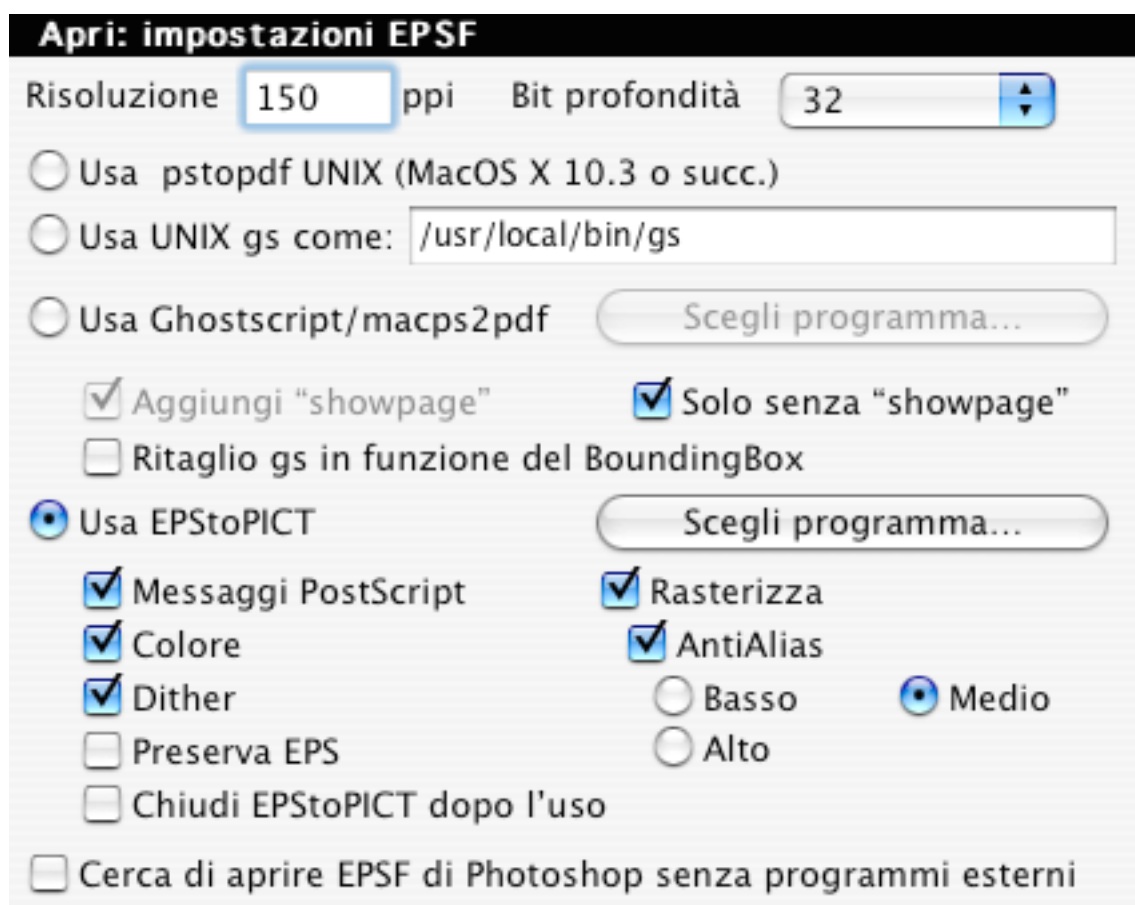 Apri: impostazioni EPSF
Risoluzione 150 ppi Bit profondità 32
Usa pstopdf UNIX (MacOS X 10.3 o succ.)
Usa UNIX gs come: /usr/local/bin/gs
Usa Ghostscript/macps2pdf Scegli programma...
Aggiungi “showpage” Solo senza “showpage”
Ritaglio gs in funzione del BoundingBox
Usa EPStoPICT Scegli programma...
Messaggi PostScript Rasterizza
Colore AntiAlias
Dither Basso Medio
Preserva EPS Alto
Chiudi EPStoPICT dopo l'uso
Cerca di aprire EPSF di Photoshop senza programmi esterni